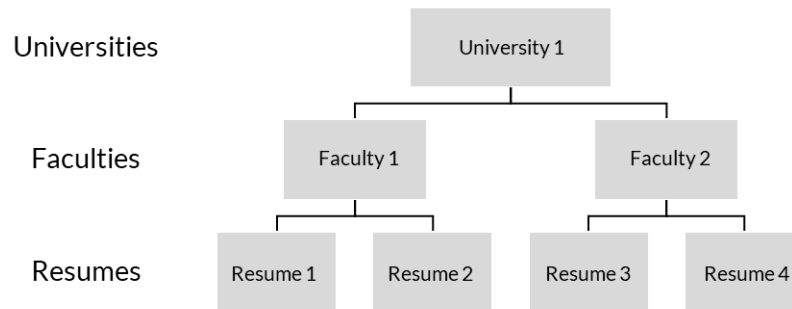 Universities
University 1
Faculties
Faculty 1
Faculty 2
Resumes
Resume 1
Resume 2
Resume 3
Resume 4